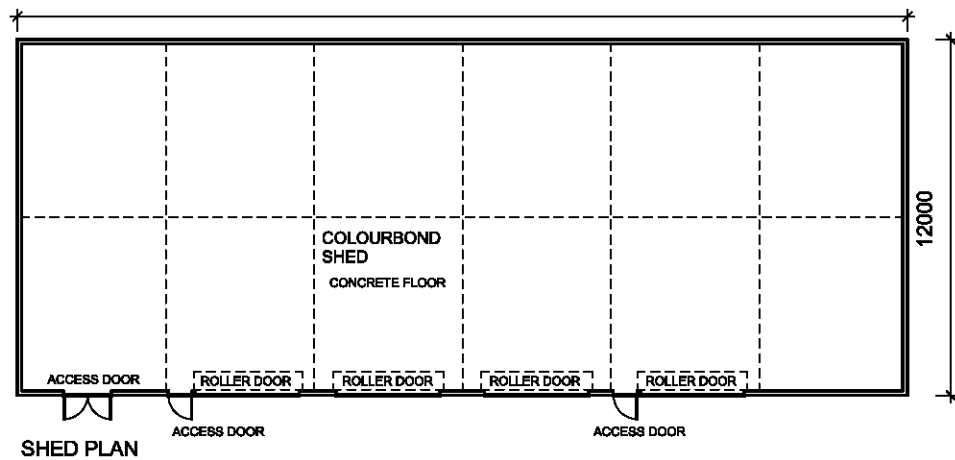 12000
COLOURBOND
SHED
CONCRETE FLOOR
ACCESS DOOR
ROLLER DOOR
ROLLER DOOR
ROLLER DOOR
ROLLER DOOR
ACCESS DOOR
ACCESS DOOR
SHED PLAN